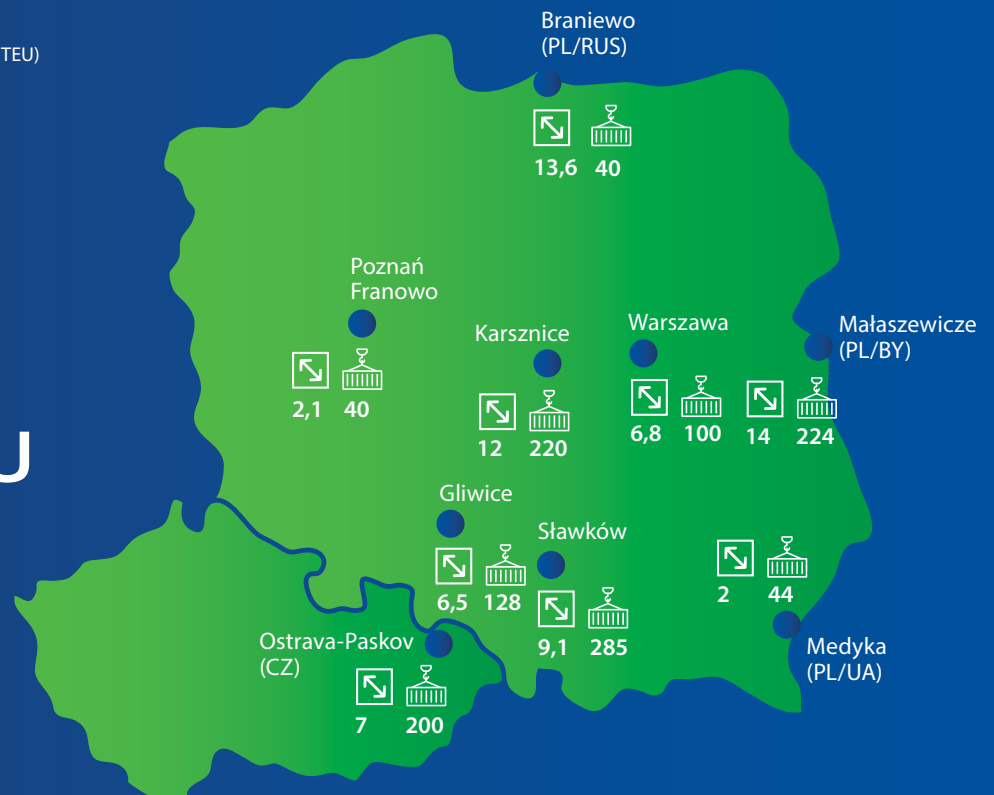 TEU)
U
Braniewo
(PL/RUS)
13,6 40
Poznań
Franowo
2,1 40
Karsznice
12 220
Warszawa
6,8 100
Małaszewicze
(PL/BY)
14 224
Gliwice
6,5 128
Sławków
9,1 285
2 44
Medyka
(PL/UA)
Ostrava-Paskov
(CZ)
7 200